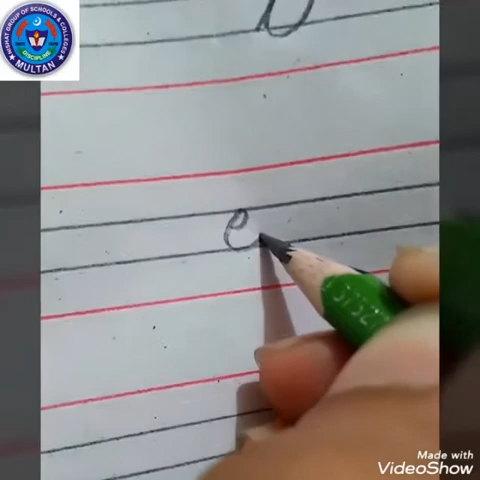 NISHAT GROUP OF SCHOOLS & COLLEGES
DISCIPLINE
MULTAN
e
Made with
VideoShow